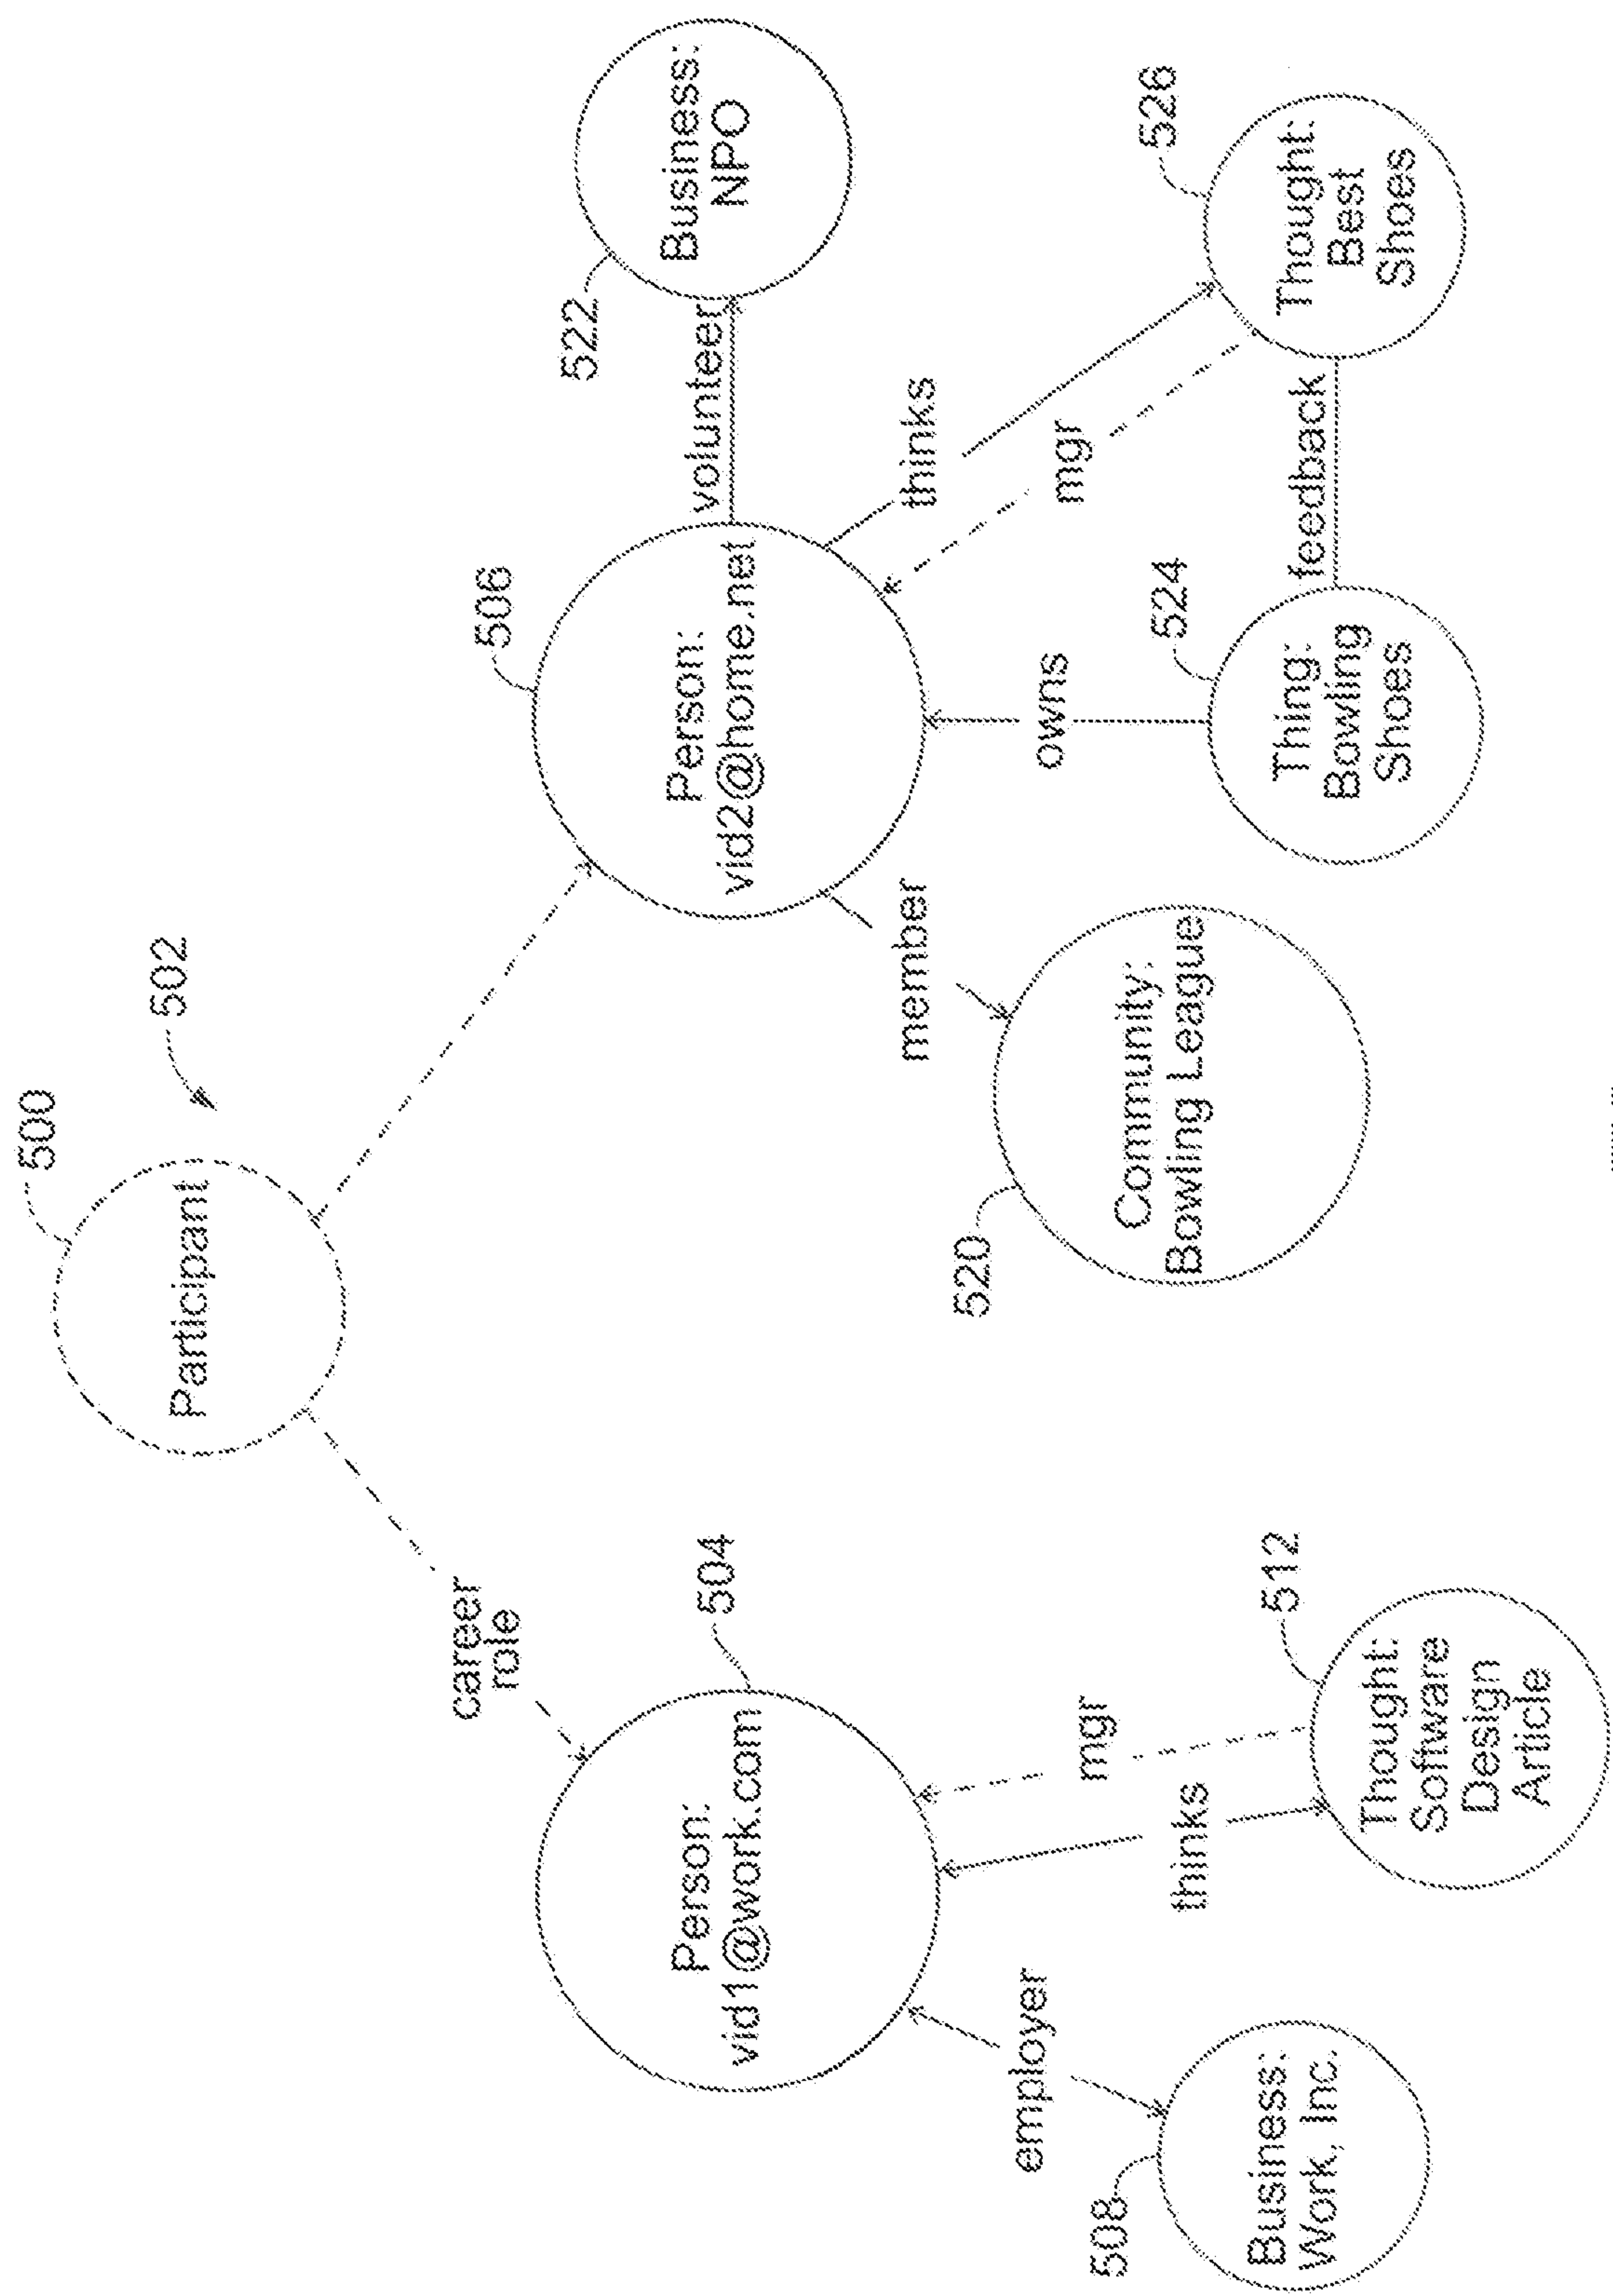 500
502
Participant
career
role
504
Person:
vid1@work.com
506
Person:
vid2@home.net
522
Business:
NPO
volunteer
employer
thinks
mgr
member
owns
thinks
mgr
508
Business:
Work, Inc.
512
Thought:
Software
Design
Article
520
Community:
Bowling League
524
Thing:
Bowling
Shoes
feedback
526
Thought:
Best
Shoes